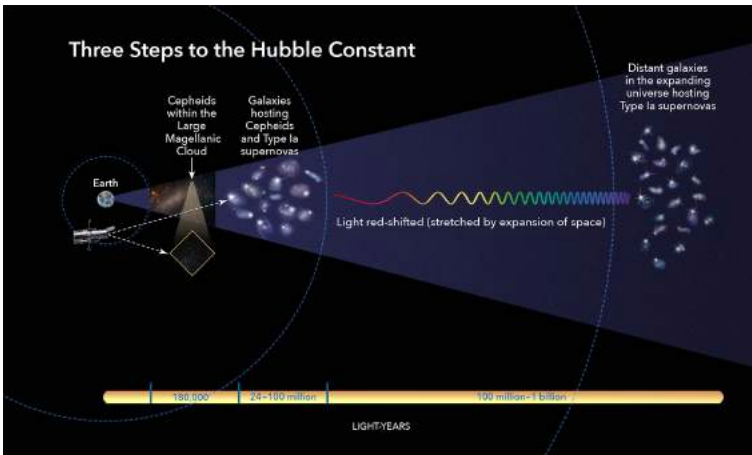 Three Steps to the Hubble Constant
Cepheids
within the
Large
Magellanic
Cloud
Galaxies
hosting
Cepheids
and Type Ia
supernovas
Distant galaxies
in the expanding
universe hosting
Type Ia supernovas
Earth
Light red-shifted (stretched by expansion of space)
180,000
24–100 million
100 million–1 billion
LIGHT-YEARS